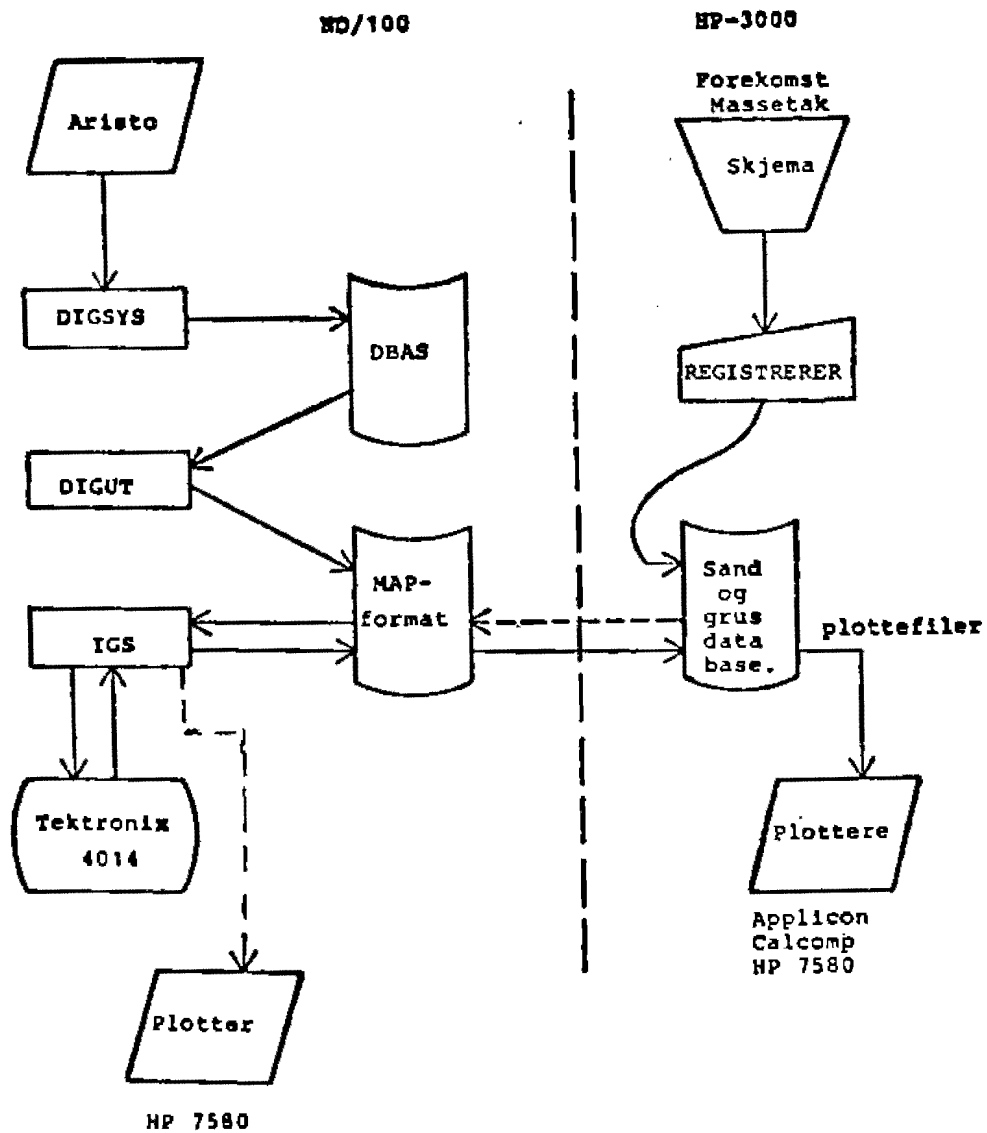 ND/100
HP-3000
Forekomst
Massetak
Aristo
Skjema
DIGSYS
DBAS
REGISTRERER
DIGUT
MAP-
format
Sand
og
grus
data
base.
plottefiler
IGS
Tektronix
4014
Plottere
Applicon
Calcomp
HP 7580
Plotter
HP 7580